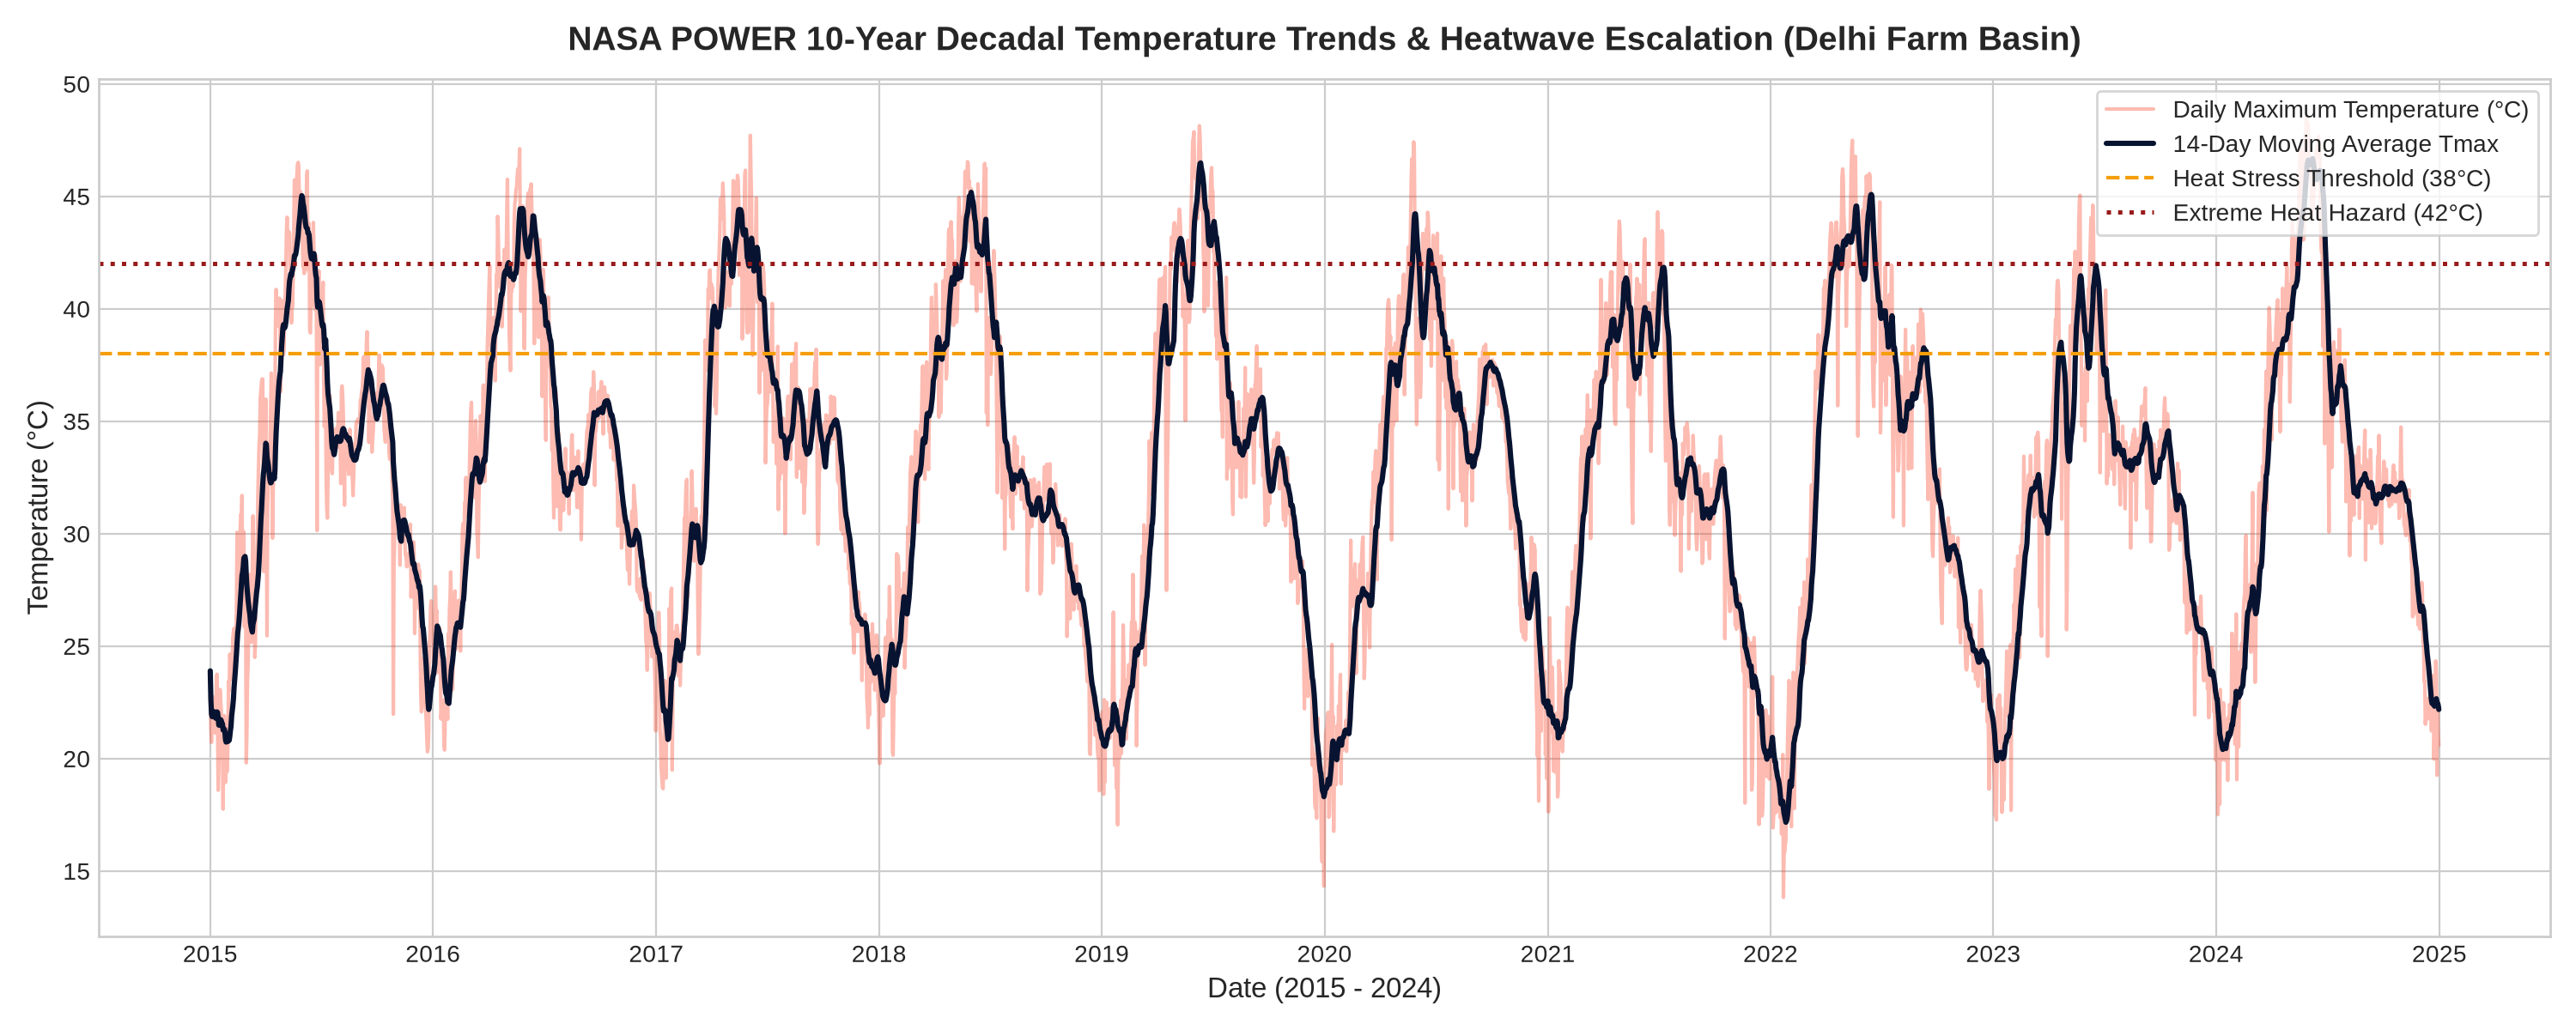 NASA POWER 10-Year Decadal Temperature Trends & Heatwave Escalation (Delhi Farm Basin)
Daily Maximum Temperature (°C)
14-Day Moving Average Tmax
Heat Stress Threshold (38°C)
Extreme Heat Hazard (42°C)
Temperature (°C)
50
45
40
35
30
25
20
15
2015 2016 2017 2018 2019 2020 2021 2022 2023 2024 2025
Date (2015 - 2024)